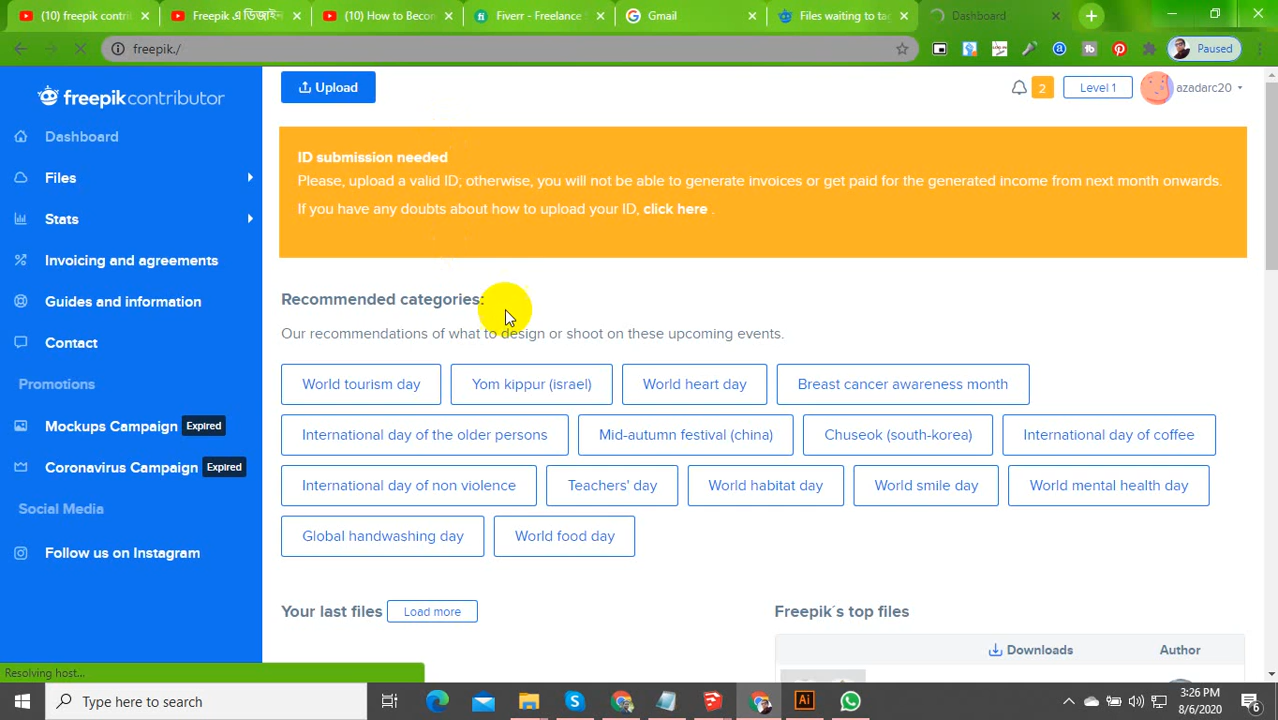 (10) freepik contri
Freepik এ ডিজাইন
(10) How to Becom
Fiverr - Freelance S
Gmail
Files waiting to tag
Dashboard
freepik./
Paused
freepikcontributor
Upload
2
Level 1
azadarc20
Dashboard
Files
Stats
Invoicing and agreements
Guides and information
Contact
Promotions
Mockups Campaign Expired
Coronavirus Campaign Expired
Social Media
Follow us on Instagram
ID submission needed
Please, upload a valid ID; otherwise, you will not be able to generate invoices or get paid for the generated income from next month onwards.
If you have any doubts about how to upload your ID, click here .
Recommended categories:
Our recommendations of what to design or shoot on these upcoming events.
World tourism day
Yom kippur (israel)
World heart day
Breast cancer awareness month
International day of the older persons
Mid-autumn festival (china)
Chuseok (south-korea)
International day of coffee
International day of non violence
Teachers' day
World habitat day
World smile day
World mental health day
Global handwashing day
World food day
Your last files
Load more
Freepik´s top files
Downloads
Author
Resolving host...
Type here to search
3:26 PM
8/6/2020
6